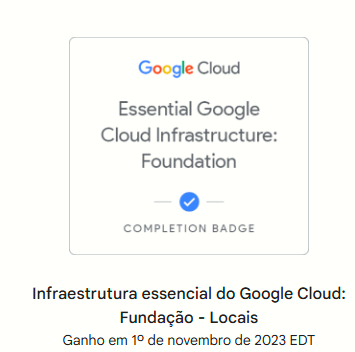 Google Cloud
Essential Google
Cloud Infrastructure:
Foundation
COMPLETION BADGE
Infraestrutura essencial do Google Cloud:
Fundação - Locais
Ganho em 1º de novembro de 2023 EDT